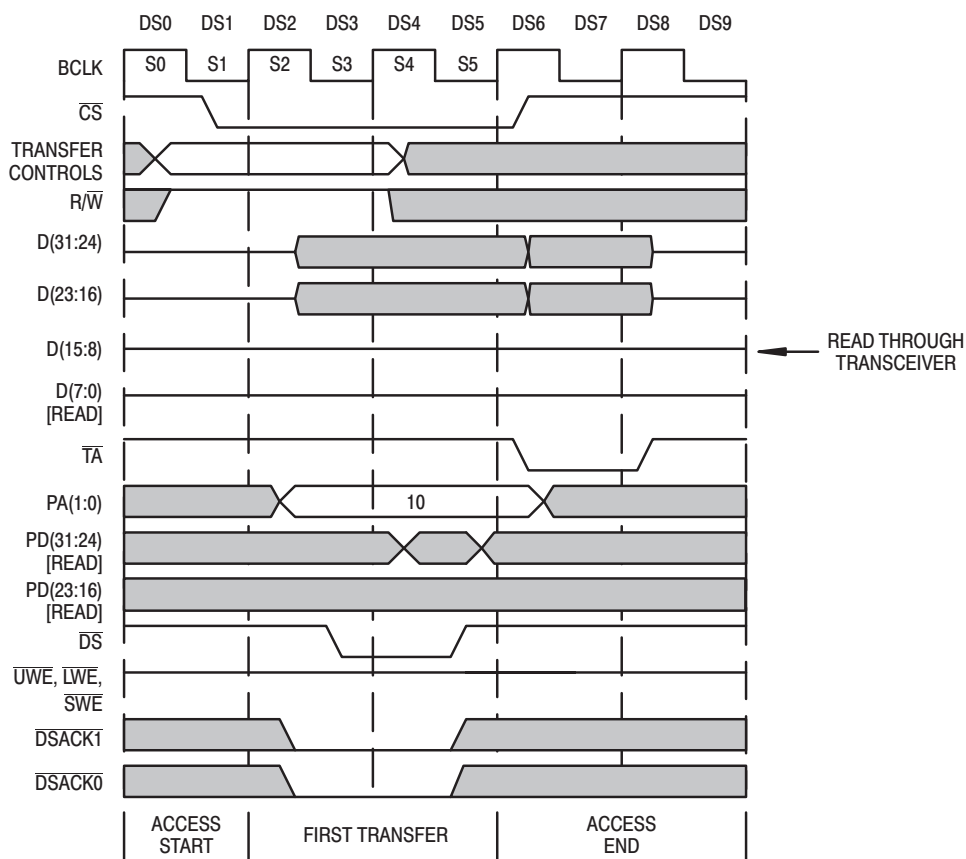 DS0 DS1 DS2 DS3 DS4 DS5 DS6 DS7 DS8 DS9
BCLK S0 S1 S2 S3 S4 S5
CS
TRANSFER
CONTROLS
R/W
D(31:24)
D(23:16)
D(15:8)
READ THROUGH
TRANSCEIVER
D(7:0)
[READ]
TA
PA(1:0) 10
PD(31:24)
[READ]
PD(23:16)
[READ]
DS
UWE, LWE,
SWE
DSACK1
DSACK0
ACCESS
START
FIRST TRANSFER
ACCESS
END